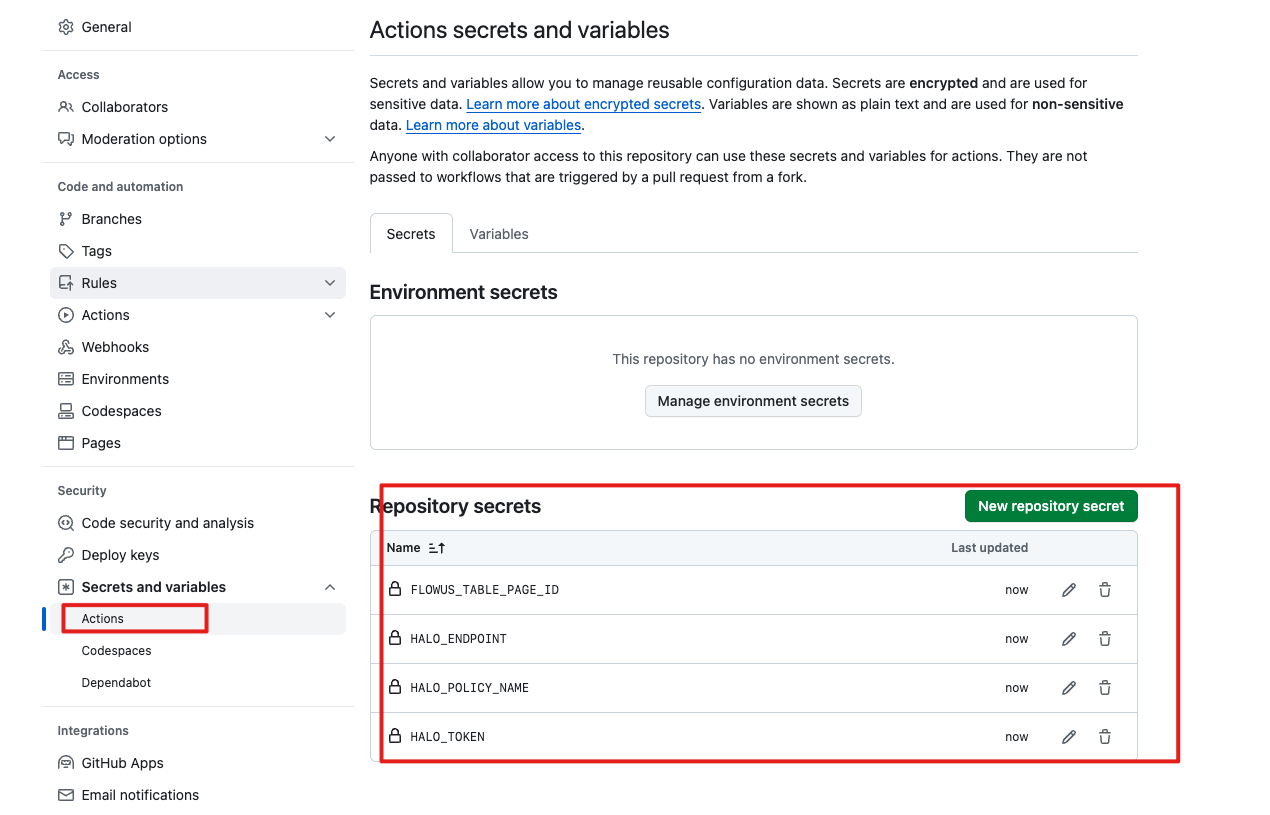 General
Access
Collaborators
Moderation options
Code and automation
Branches
Tags
Rules
Actions
Webhooks
Environments
Codespaces
Pages
Security
Code security and analysis
Deploy keys
Secrets and variables
Actions
Codespaces
Dependabot
Integrations
GitHub Apps
Email notifications
Actions secrets and variables
Secrets and variables allow you to manage reusable configuration data. Secrets are encrypted and are used for
sensitive data. Learn more about encrypted secrets. Variables are shown as plain text and are used for non-sensitive
data. Learn more about variables.
Anyone with collaborator access to this repository can use these secrets and variables for actions. They are not
passed to workflows that are triggered by a pull request from a fork.
Secrets Variables
Environment secrets
This repository has no environment secrets.
Manage environment secrets
Repository secrets New repository secret
Name Last updated
FLOWUS_TABLE_PAGE_ID now
HALO_ENDPOINT now
HALO_POLICY_NAME now
HALO_TOKEN now